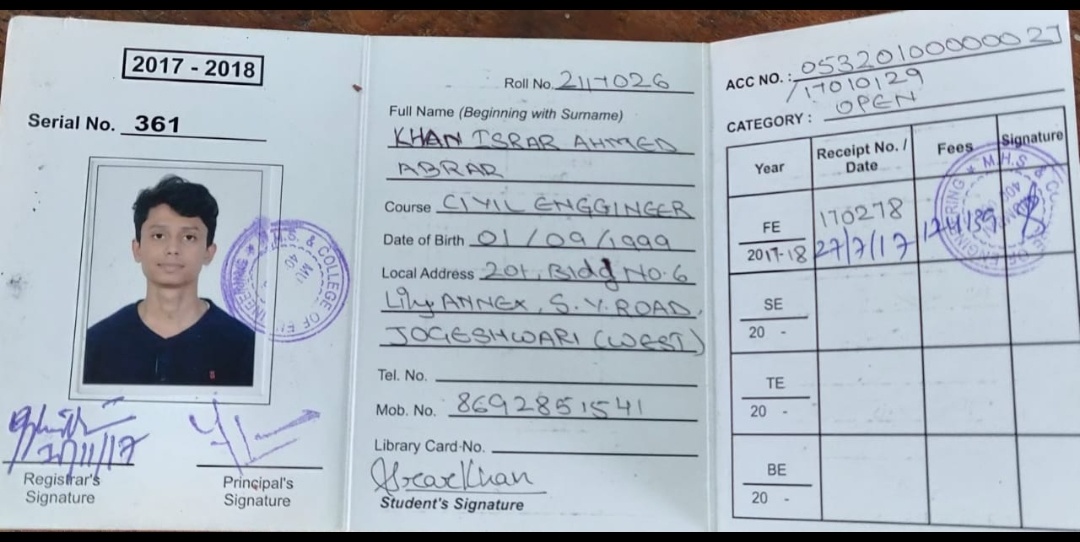 2017 - 2018
Serial No. 361
Registrar's
Signature
Principal's
Signature
Roll No. 2117026
Full Name (Beginning with Surname)
KHAN ISRAR AHMED
ABRAR
Course CIVIL ENGGINGEER
Date of Birth 01/09/1999
Local Address 201, Bldg No. 6
Lily ANNEX, S.V. ROAD,
JOGESHWARI (WEST)
Tel. No.
Mob. No. 8692851541
Library Card No.
Israr Khan
Student's Signature
ACC NO. : 05320100000027
/17010129
CATEGORY : OPEN
Year Receipt No. / Date Fees Signature
FE 170278
2017-18 27/7/17
SE
20 -
TE
20 -
BE
20 -